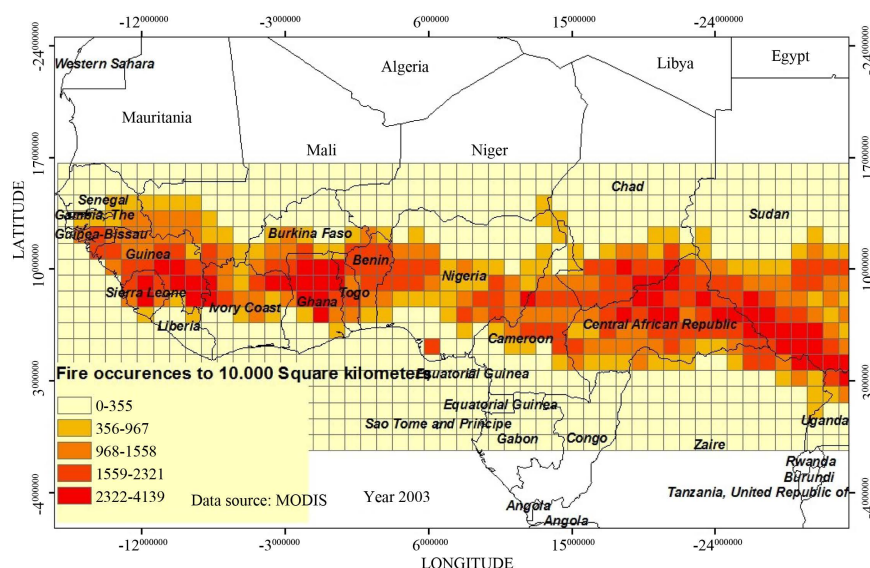 -12000000 -3000000 6000000 15000000 -24000000
-24000000 -24000000
Western Sahara Algeria Libya Egypt
Mauritania
Mali Niger
17000000 17000000
Chad
Senegal
Sudan
Gambia, The
Guinea-Bissau Burkina Faso
Guinea Benin
LATITUDE
10000000 10000000
Nigeria
Sierra Leone Togo
Ivory Coast Ghana
Liberia Central African Republic
Cameroon
Fire occurences to 10.000 Square kilometers
Equatorial Guinea
3000000 3000000
0-355
Equatorial Guinea
356-967
Sao Tome and Principe Uganda
968-1558
Gabon Congo Zaire
1559-2321
Rwanda
Burundi
2322-4139
Data source: MODIS Year 2003
Tanzania, United Republic of
-4000000 -4000000
Angola
Angola
-12000000 -3000000 6000000 15000000 -24000000
LONGITUDE